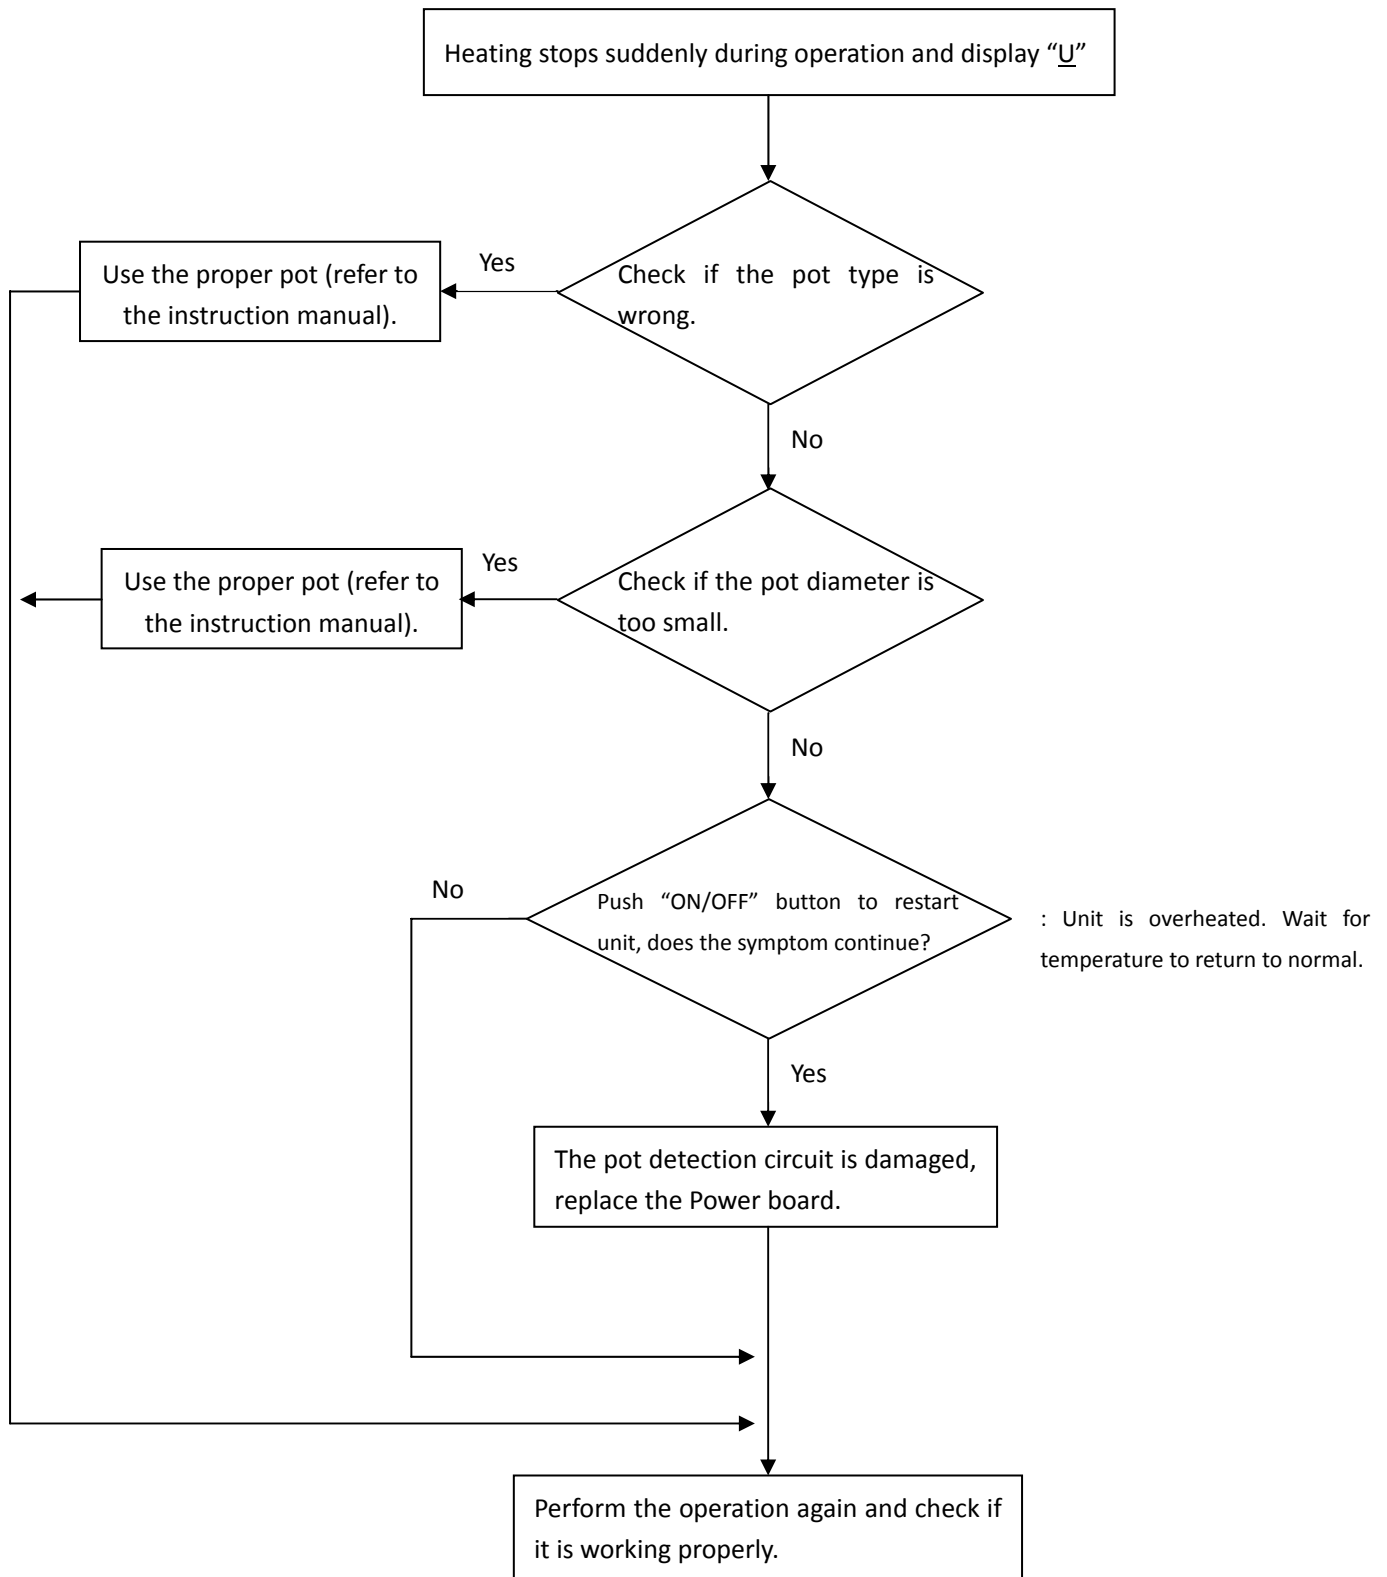 Heating stops suddenly during operation and display “U”
Yes
Use the proper pot (refer to
the instruction manual).
Check if the pot type is
wrong.
No
Yes
Use the proper pot (refer to
the instruction manual).
Check if the pot diameter is
too small.
No
No
Push “ON/OFF” button to restart
unit, does the symptom continue?
: Unit is overheated. Wait for
temperature to return to normal.
Yes
The pot detection circuit is damaged,
replace the Power board.
Perform the operation again and check if
it is working properly.